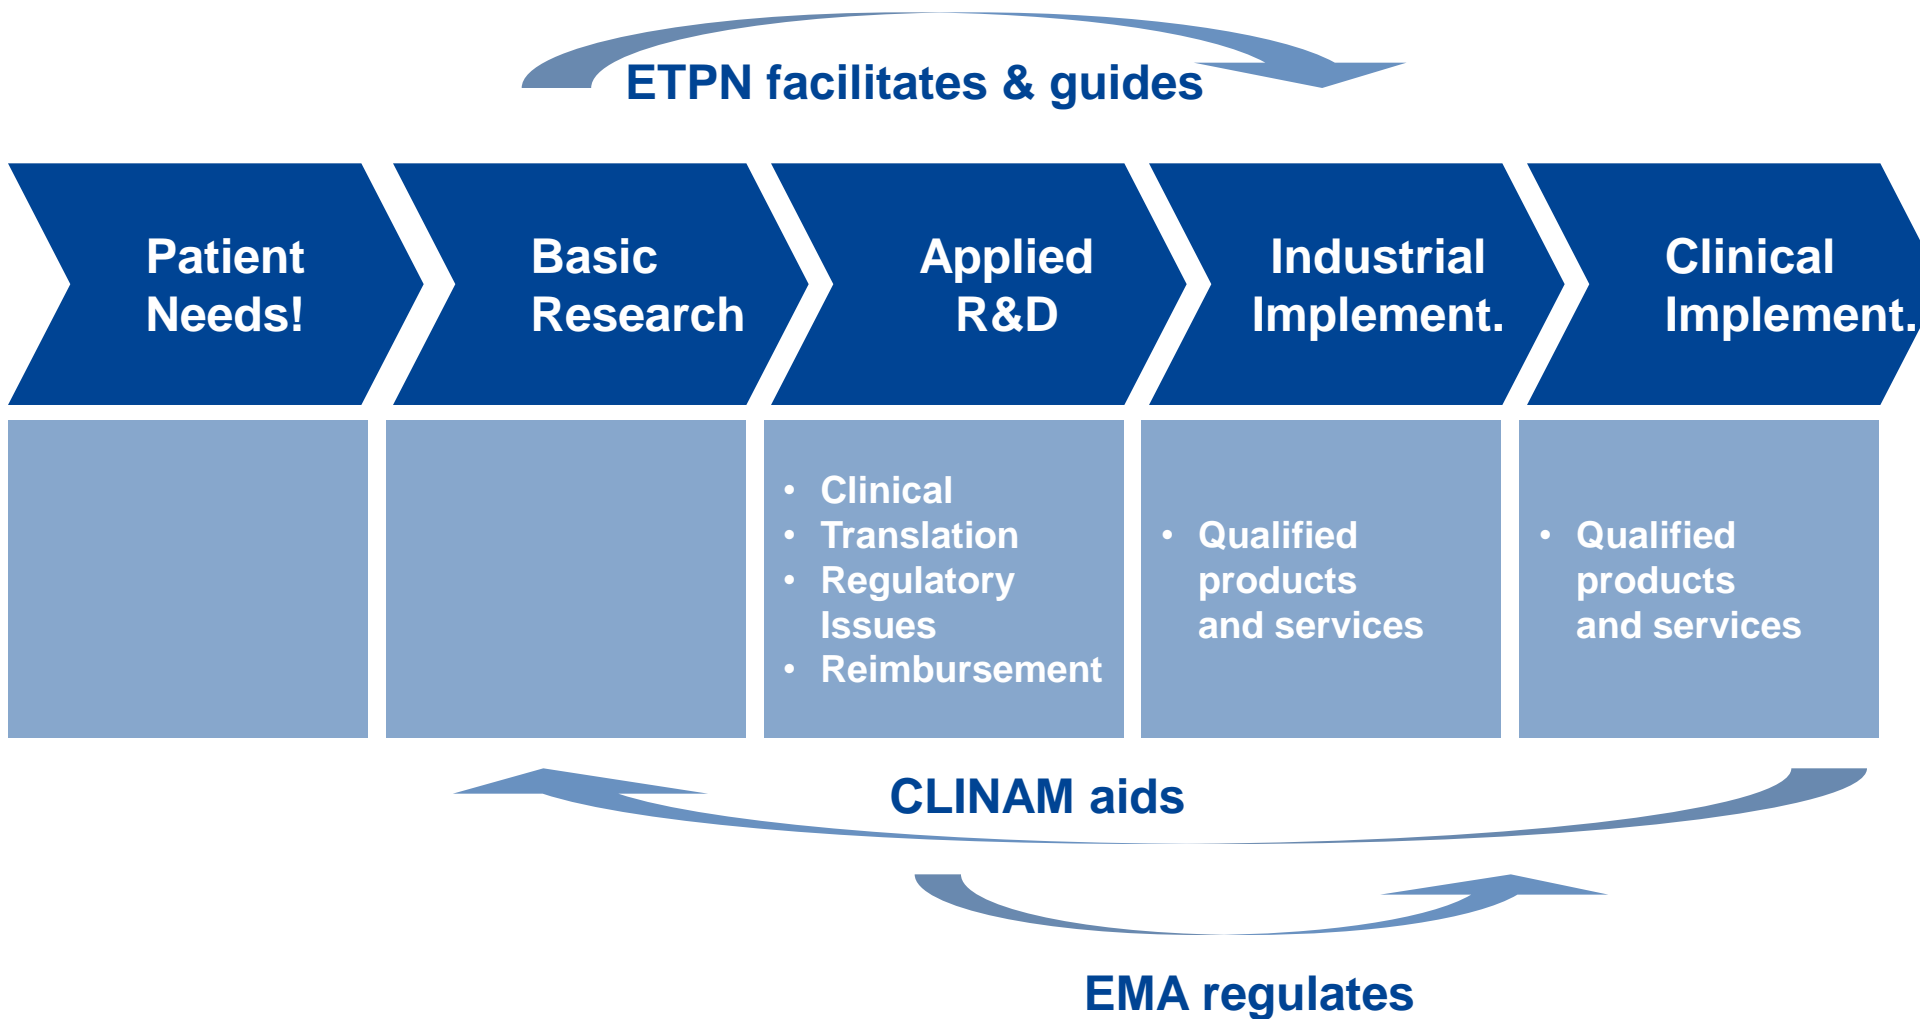 ETPN facilitates & guides
Patient
Needs!
Basic
Research
Applied
R&D
Industrial
Implement.
Clinical
Implement.
• Clinical
• Translation
• Regulatory
Issues
• Reimbursement
• Qualified
products
and services
• Qualified
products
and services
CLINAM aids
EMA regulates